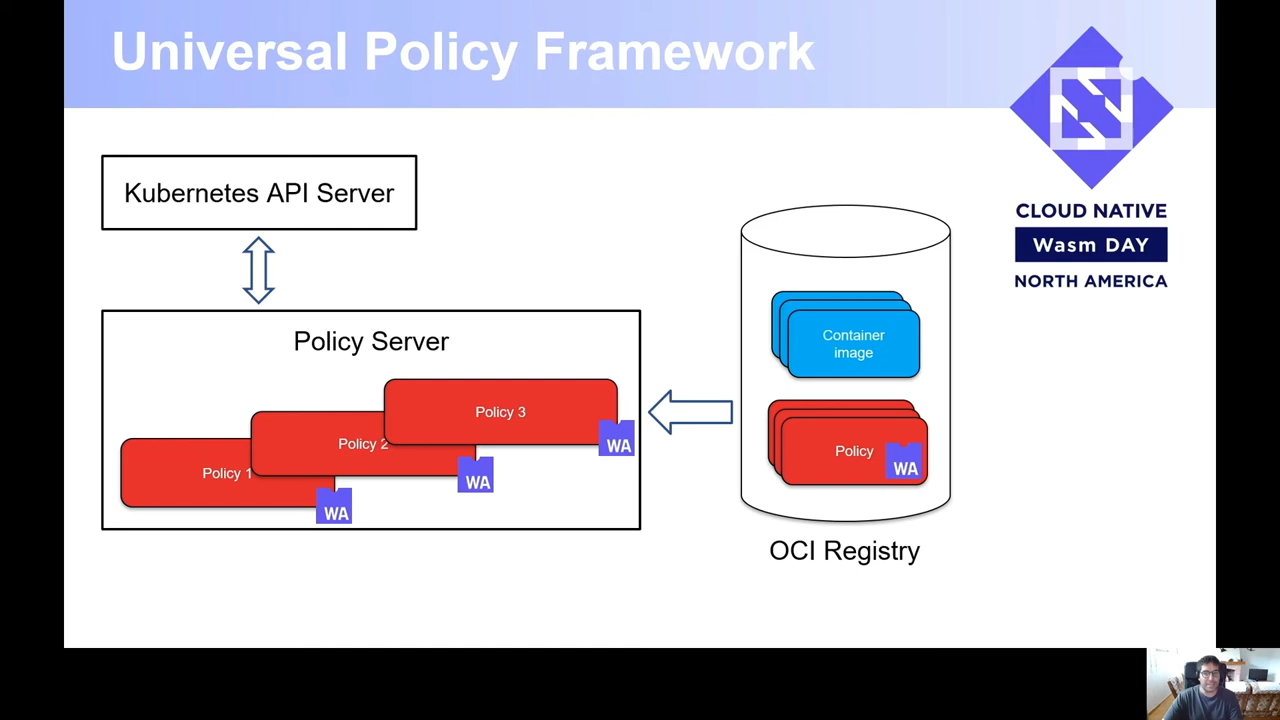 Universal Policy Framework
CLOUD NATIVE
Wasm DAY
NORTH AMERICA
Kubernetes API Server
Policy Server
Policy 3
WA
Policy 2
WA
Policy 1
WA
Container
image
Policy
WA
OCI Registry